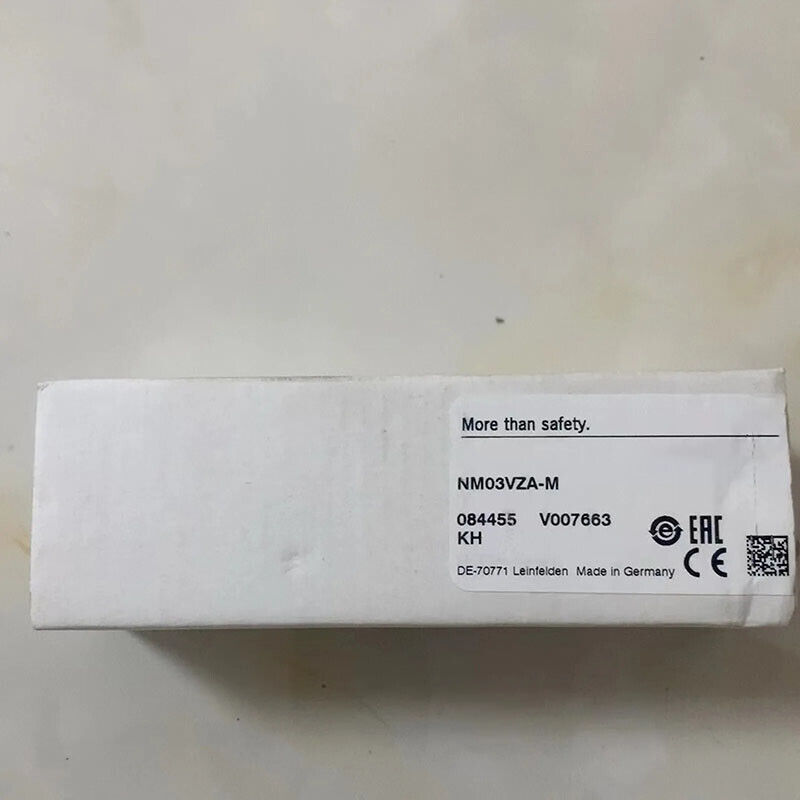 More than safety.
NM03VZA-M
084455 V007663
KH
EAC
CE
DE-70771 Leinfelden Made in Germany